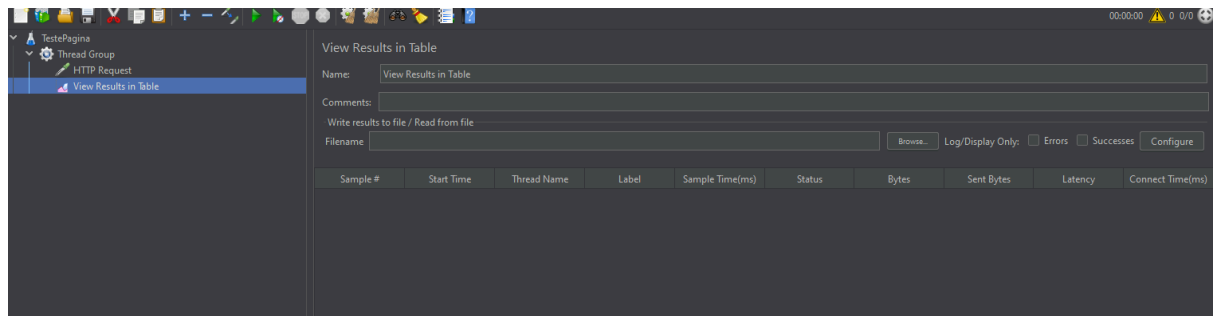 00:00:00 0 0/0
TestePagina
Thread Group
HTTP Request
View Results in Table
View Results in Table
Name: View Results in Table
Comments:
Write results to file / Read from file
Filename Browse... Log/Display Only: Errors Successes Configure
Sample # Start Time Thread Name Label Sample Time(ms) Status Bytes Sent Bytes Latency Connect Time(ms)